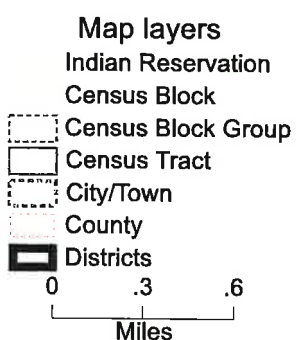 Map layers
Indian Reservation
Census Block
Census Block Group
Census Tract
City/Town
County
Districts
0 .3 .6
Miles